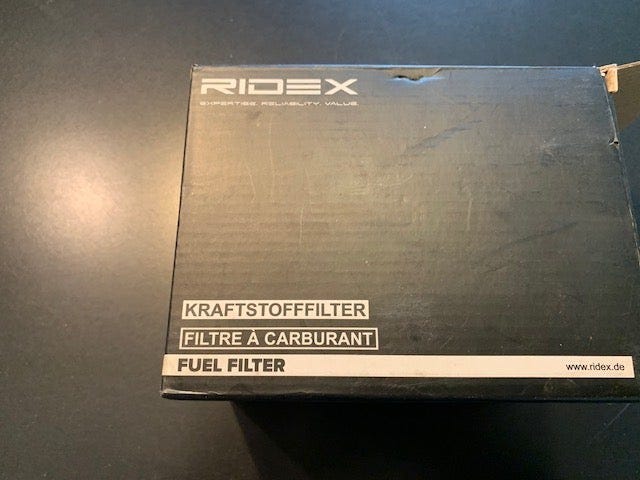 RIDEX
EXPERTISE. RELIABILITY. VALUE.
KRAFTSTOFFFILTER
FILTRE À CARBURANT
FUEL FILTER
www.ridex.de